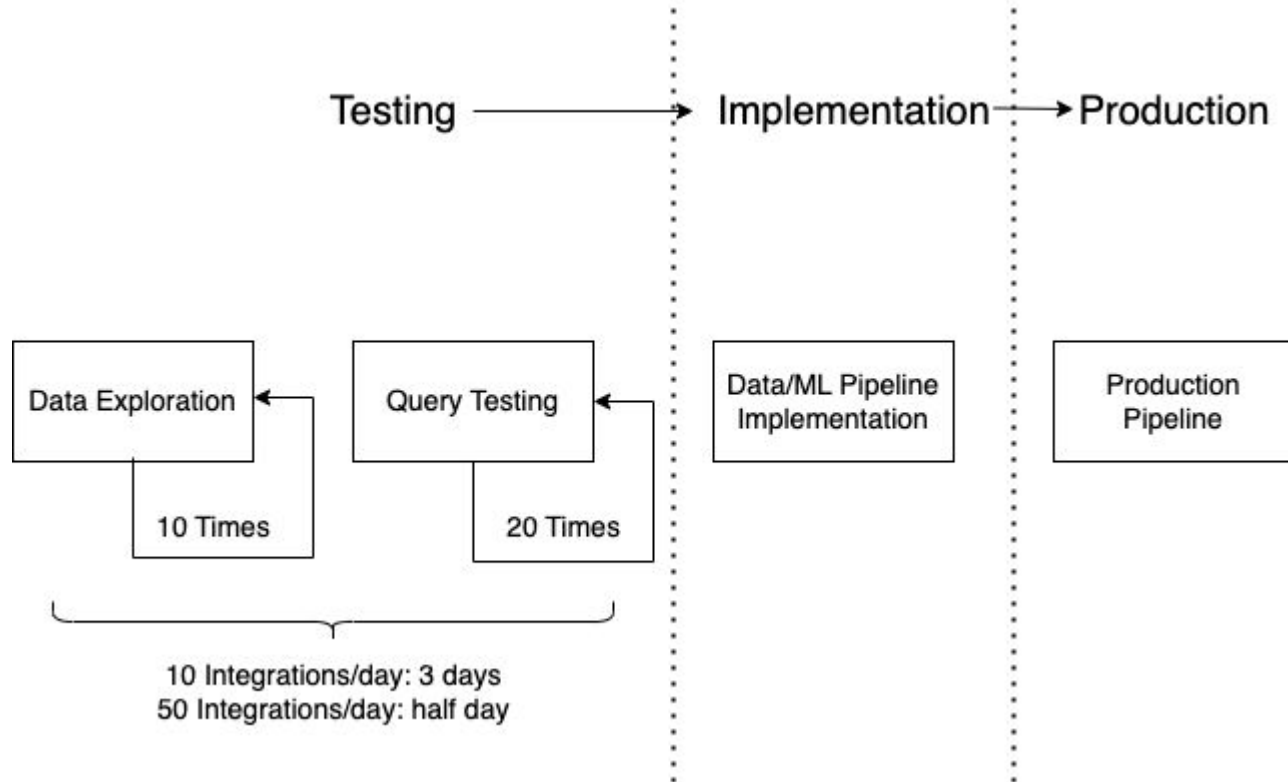 Testing
Implementation
Production
Data Exploration
Query Testing
Data/ML Pipeline
Implementation
Production
Pipeline
10 Times
20 Times
10 Integrations/day: 3 days
50 Integrations/day: half day